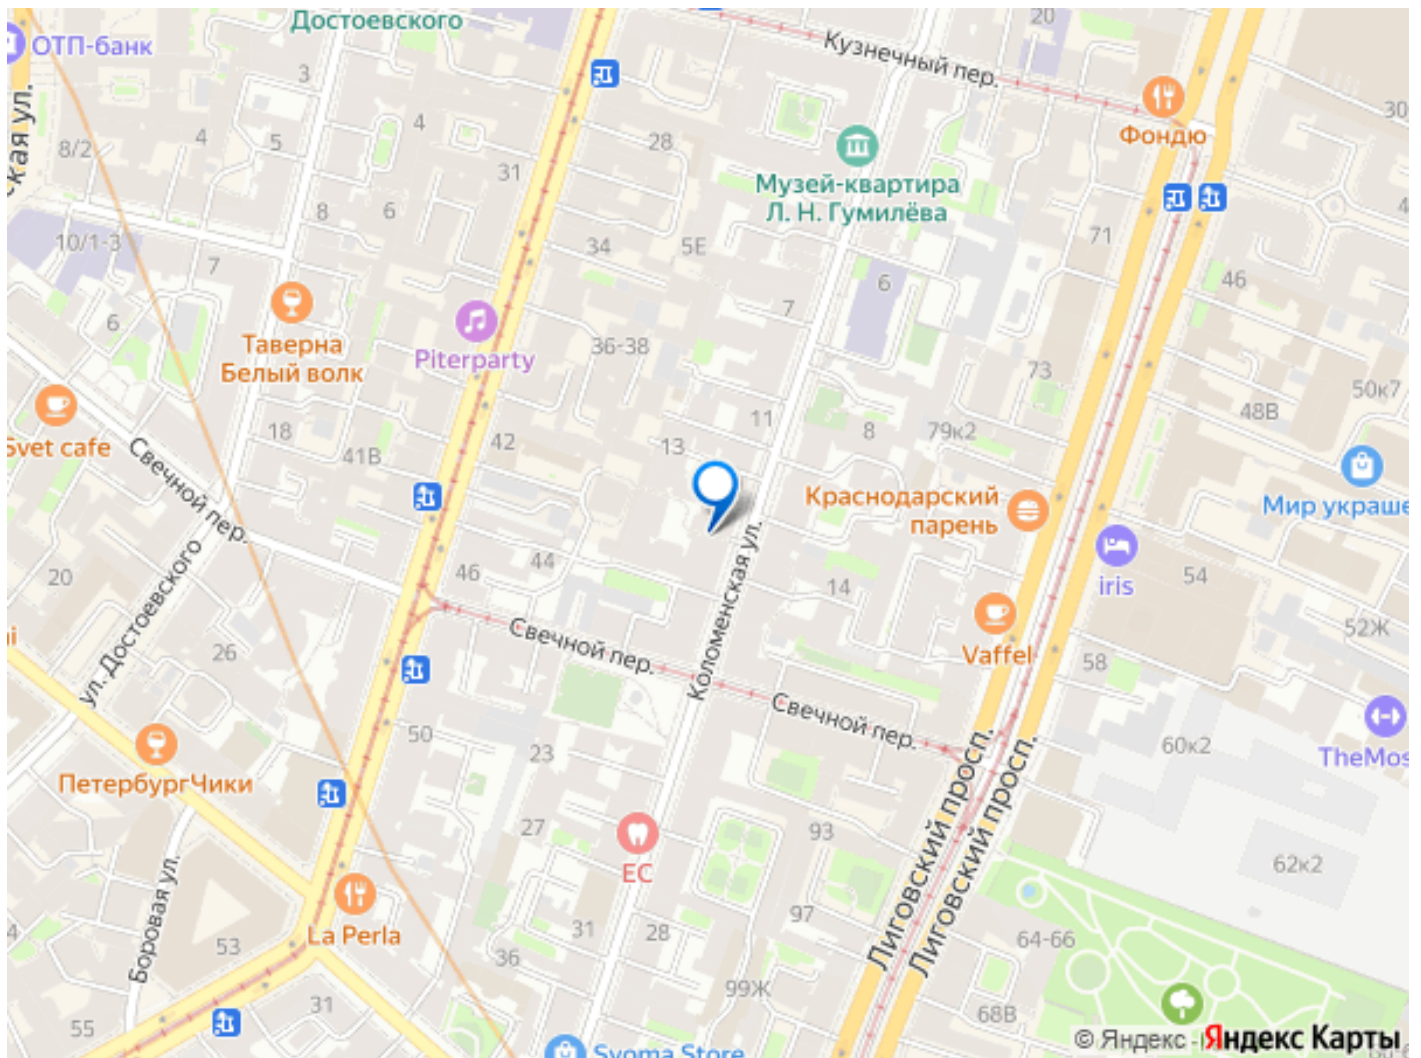 Достоевского
20
ОТП-банк
Кузнечный пер.
3
Фондю
30
ская ул.
8/2
4
5
4
28
31
Музей-квартира
Л. Н. Гумилёва
8
6
10/1-3
7
34
5Е
71
4
46
6
7
6
Таверна
Белый волк
Piterparty
36-38
73
50к7
48В
Svet cafe
18
41В
42
13
11
8
79к2
Свечной пер.
Краснодарский
парень
Мир украше
Коломенская ул.
20
46
44
14
iris
54
ул. Достоевского
26
Свечной пер.
Vaffel
58
52Ж
Свечной пер.
50
23
60к2
TheMos
ПетербургЧики
Лиговский просп.
Лиговский просп.
27
ЕС
93
62к2
Боровая ул.
La Perla
53
31
28
97
64-66
36
99Ж
31
55
68В
Svoma Store
© Яндекс
Яндекс Карты